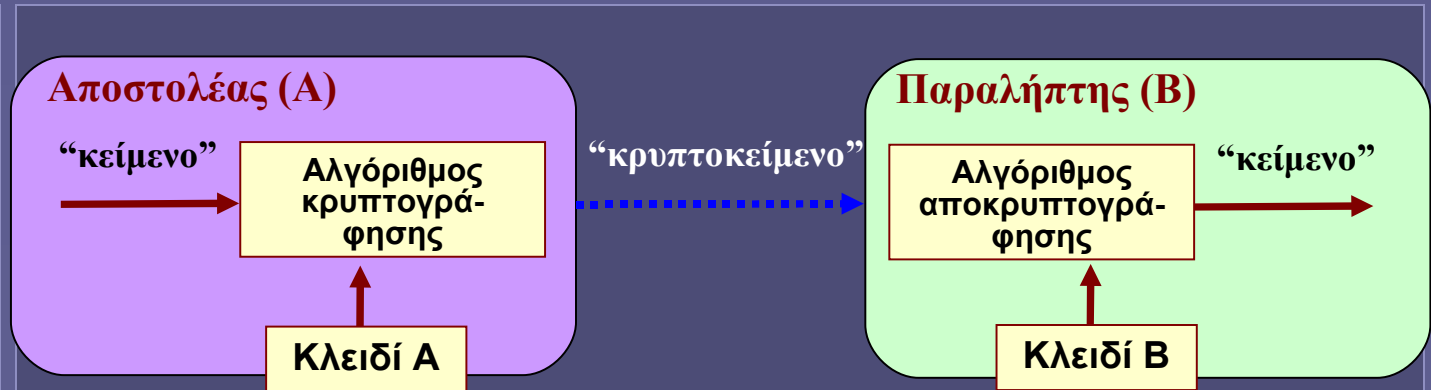 Αποστολέας (Α)
“κείμενο”
Αλγόριθμος
κρυπτογρά-
φησης
Κλειδί Α
“κρυπτοκείμενο”
Παραλήπτης (Β)
Αλγόριθμος
αποκρυπτογρά-
φησης
“κείμενο”
Κλειδί Β